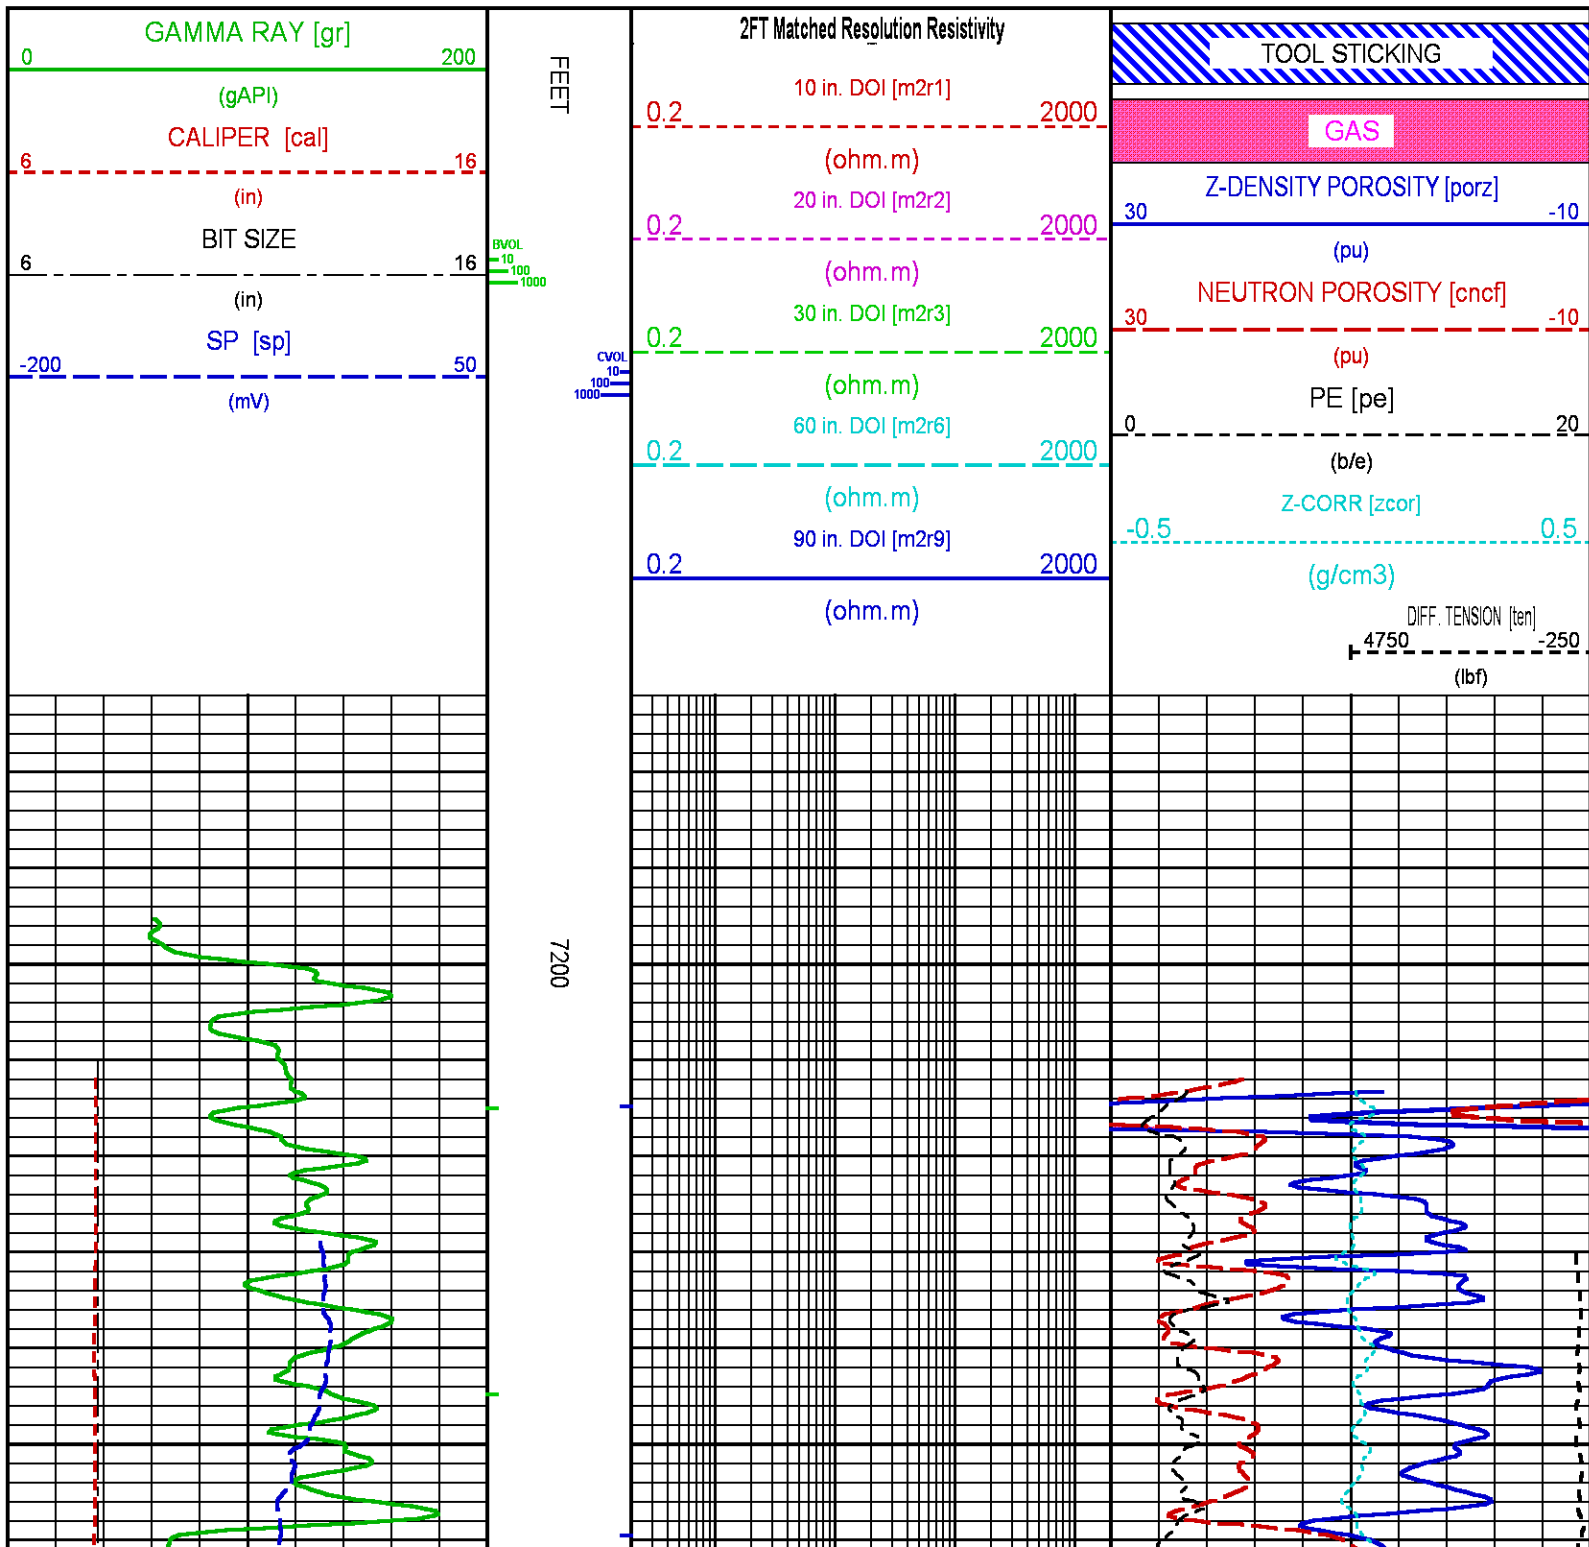 GAMMA RAY [gr]
0 200
(gAPI)
CALIPER [cal]
6 16
(in)
BIT SIZE
6 16
(in)
SP [sp]
-200 50
(mV)
FEET
BVOL
10
100
1000
CVOL
10
100
1000
7200
2FT Matched Resolution Resistivity
10 in. DOI [m2r1]
0.2 2000
(ohm.m)
20 in. DOI [m2r2]
0.2 2000
(ohm.m)
30 in. DOI [m2r3]
0.2 2000
(ohm.m)
60 in. DOI [m2r6]
0.2 2000
(ohm.m)
90 in. DOI [m2r9]
0.2 2000
(ohm.m)
TOOL STICKING
GAS
Z-DENSITY POROSITY [porz]
30 -10
(pu)
NEUTRON POROSITY [cncf]
30 -10
(pu)
PE [pe]
0 20
(b/e)
Z-CORR [zcor]
-0.5 0.5
(g/cm3)
DIFF. TENSION [ten]
4750 -250
(lbf)